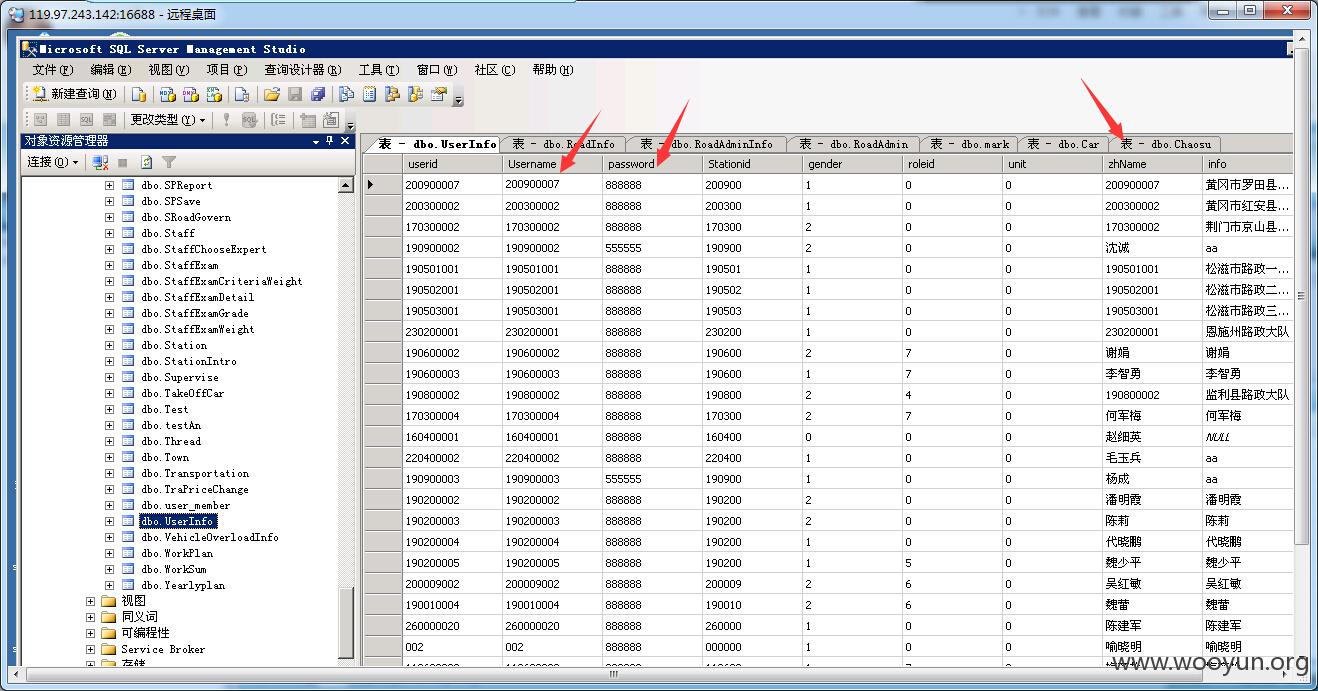 119.97.243.142:16688 - 远程桌面
Microsoft SQL Server Management Studio
文件(F) 编辑(E) 视图(V) 项目(P) 查询设计器(R) 工具(T) 窗口(W) 社区(C) 帮助(H)
新建查询(N)
更改类型(Y)
对象资源管理器
连接(O)
dbo.SPReport
dbo.SPSave
dbo.SRoadGovern
dbo.Staff
dbo.StaffChooseExpert
dbo.StaffExam
dbo.StaffExamCriteriaWeight
dbo.StaffExamDetail
dbo.StaffExamGrade
dbo.StaffExamWeight
dbo.Station
dbo.StationIntro
dbo.Supervise
dbo.TakeOffCar
dbo.Test
dbo.testAn
dbo.Thread
dbo.Town
dbo.Transportation
dbo.TraPriceChange
dbo.user_member
dbo.UserInfo
dbo.VehicleOverloadInfo
dbo.WorkPlan
dbo.WorkSum
dbo.Yearlyplan
视图
同义词
可编程性
Service Broker
存储
表 - dbo.UserInfo 表 - dbo.RoadInfo 表 - dbo.RoadAdminInfo 表 - dbo.RoadAdmin 表 - dbo.mark 表 - dbo.Car 表 - dbo.Chaosu
userid Username password Stationid gender roleid unit zhName info
200900007 200900007 888888 200900 1 0 0 200900007 黄冈市罗田县...
200300002 200300002 888888 200300 1 0 0 200300002 黄冈市红安县...
170300002 170300002 888888 170300 2 0 0 170300002 荆门市京山县...
190900002 190900002 555555 190900 2 0 0 沈诚 aa
190501001 190501001 888888 190501 1 0 0 190501001 松滋市路政一...
190502001 190502001 888888 190502 1 0 0 190502001 松滋市路政二...
190503001 190503001 888888 190503 1 0 0 190503001 松滋市路政三...
230200001 230200001 888888 230200 1 0 0 230200001 恩施州路政大队
190600002 190600002 888888 190600 2 7 0 谢娟 谢娟
190600003 190600003 888888 190600 1 7 0 李智勇 李智勇
190800002 190800002 888888 190800 2 4 0 190800002 监利县路政大队
170300004 170300004 888888 170300 2 7 0 何军梅 何军梅
160400001 160400001 888888 160400 0 0 0 赵细英 NULL
220400002 220400002 888888 220400 1 0 0 毛玉兵 aa
190900003 190900003 555555 190900 1 0 0 杨成 aa
190200002 190200002 888888 190200 2 0 0 潘明霞 潘明霞
190200003 190200003 888888 190200 2 0 0 陈莉 陈莉
190200004 190200004 888888 190200 1 0 0 代晓鹏 代晓鹏
190200005 190200005 888888 190200 1 5 0 魏少平 魏少平
200009002 200009002 888888 200009 2 6 0 吴红敏 吴红敏
190010004 190010004 888888 190010 2 6 0 魏蕾 魏蕾
260000020 260000020 888888 260000 1 0 0 陈建军 陈建军
002 002 888888 000000 1 0 0 喻晓明 喻晓明
www.wooyun.org